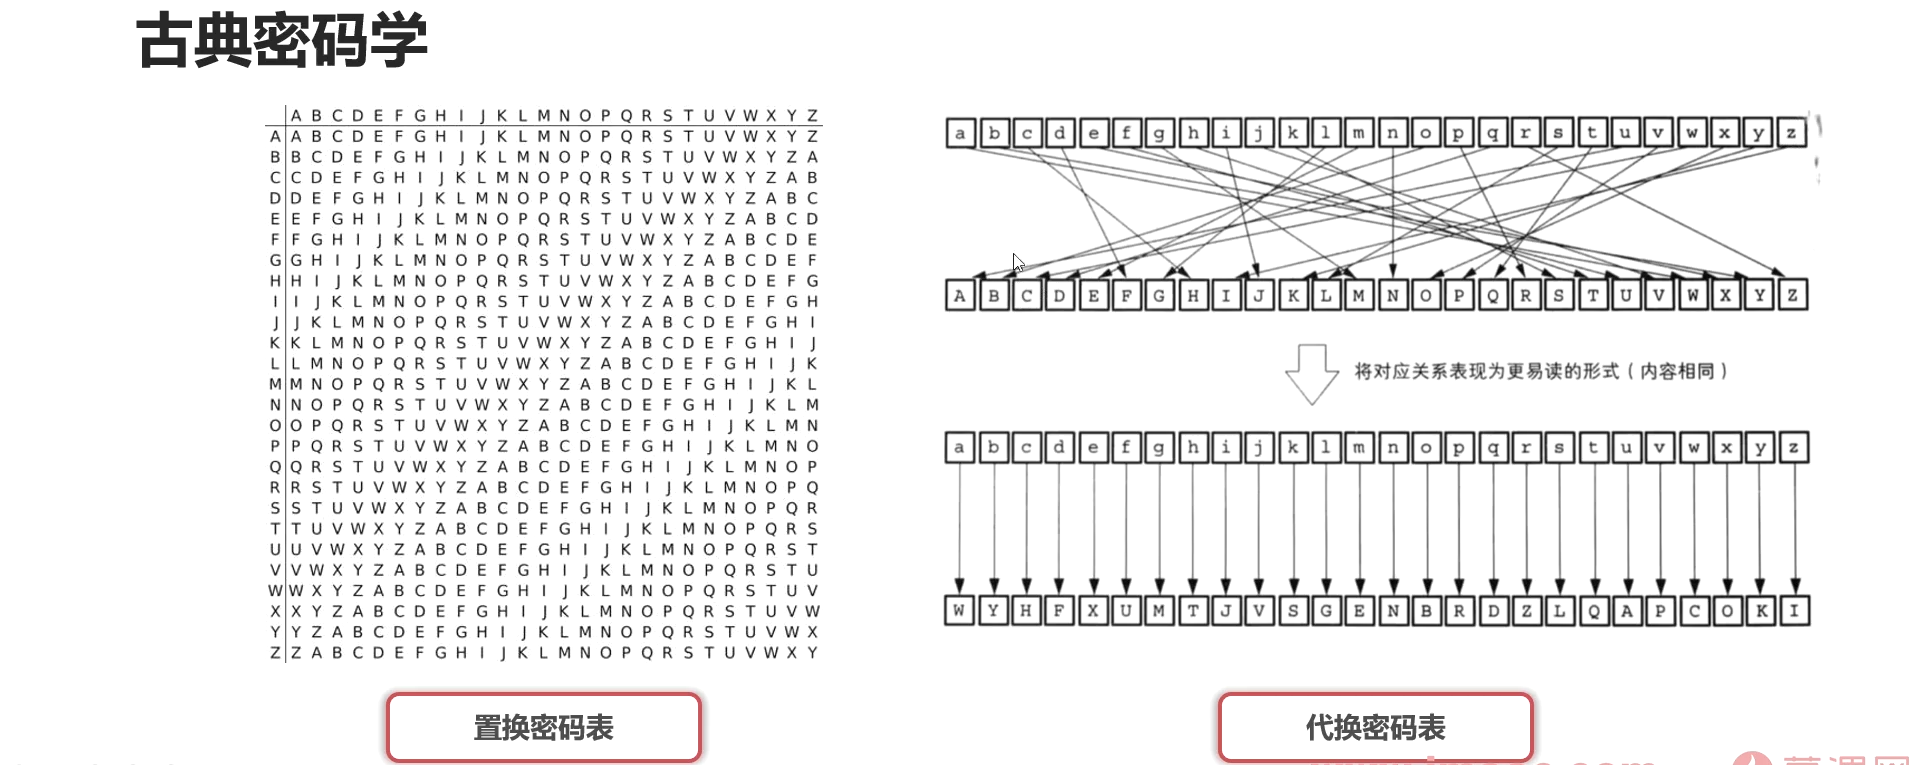 古典密码学
A B C D E F G H I J K L M N O P Q R S T U V W X Y Z
A A B C D E F G H I J K L M N O P Q R S T U V W X Y Z
B B C D E F G H I J K L M N O P Q R S T U V W X Y Z A
C C D E F G H I J K L M N O P Q R S T U V W X Y Z A B
D D E F G H I J K L M N O P Q R S T U V W X Y Z A B C
E E F G H I J K L M N O P Q R S T U V W X Y Z A B C D
F F G H I J K L M N O P Q R S T U V W X Y Z A B C D E
G G H I J K L M N O P Q R S T U V W X Y Z A B C D E F
H H I J K L M N O P Q R S T U V W X Y Z A B C D E F G
I I J K L M N O P Q R S T U V W X Y Z A B C D E F G H
J J K L M N O P Q R S T U V W X Y Z A B C D E F G H I
K K L M N O P Q R S T U V W X Y Z A B C D E F G H I J
L L M N O P Q R S T U V W X Y Z A B C D E F G H I J K
M M N O P Q R S T U V W X Y Z A B C D E F G H I J K L
N N O P Q R S T U V W X Y Z A B C D E F G H I J K L M
O O P Q R S T U V W X Y Z A B C D E F G H I J K L M N
P P Q R S T U V W X Y Z A B C D E F G H I J K L M N O
Q Q R S T U V W X Y Z A B C D E F G H I J K L M N O P
R R S T U V W X Y Z A B C D E F G H I J K L M N O P Q
S S T U V W X Y Z A B C D E F G H I J K L M N O P Q R
T T U V W X Y Z A B C D E F G H I J K L M N O P Q R S
U U V W X Y Z A B C D E F G H I J K L M N O P Q R S T
V V W X Y Z A B C D E F G H I J K L M N O P Q R S T U
W W X Y Z A B C D E F G H I J K L M N O P Q R S T U V
X X Y Z A B C D E F G H I J K L M N O P Q R S T U V W
Y Y Z A B C D E F G H I J K L M N O P Q R S T U V W X
Z Z A B C D E F G H I J K L M N O P Q R S T U V W X Y
置换密码表
a b c d e f g h i j k l m n o p q r s t u v w x y z
A B C D E F G H I J K L M N O P Q R S T U V W X Y Z
将对应关系表现为更易读的形式（内容相同）
a b c d e f g h i j k l m n o p q r s t u v w x y z
W Y H F X U M T J V S G E N B R D Z L Q A P C O K I
代换密码表